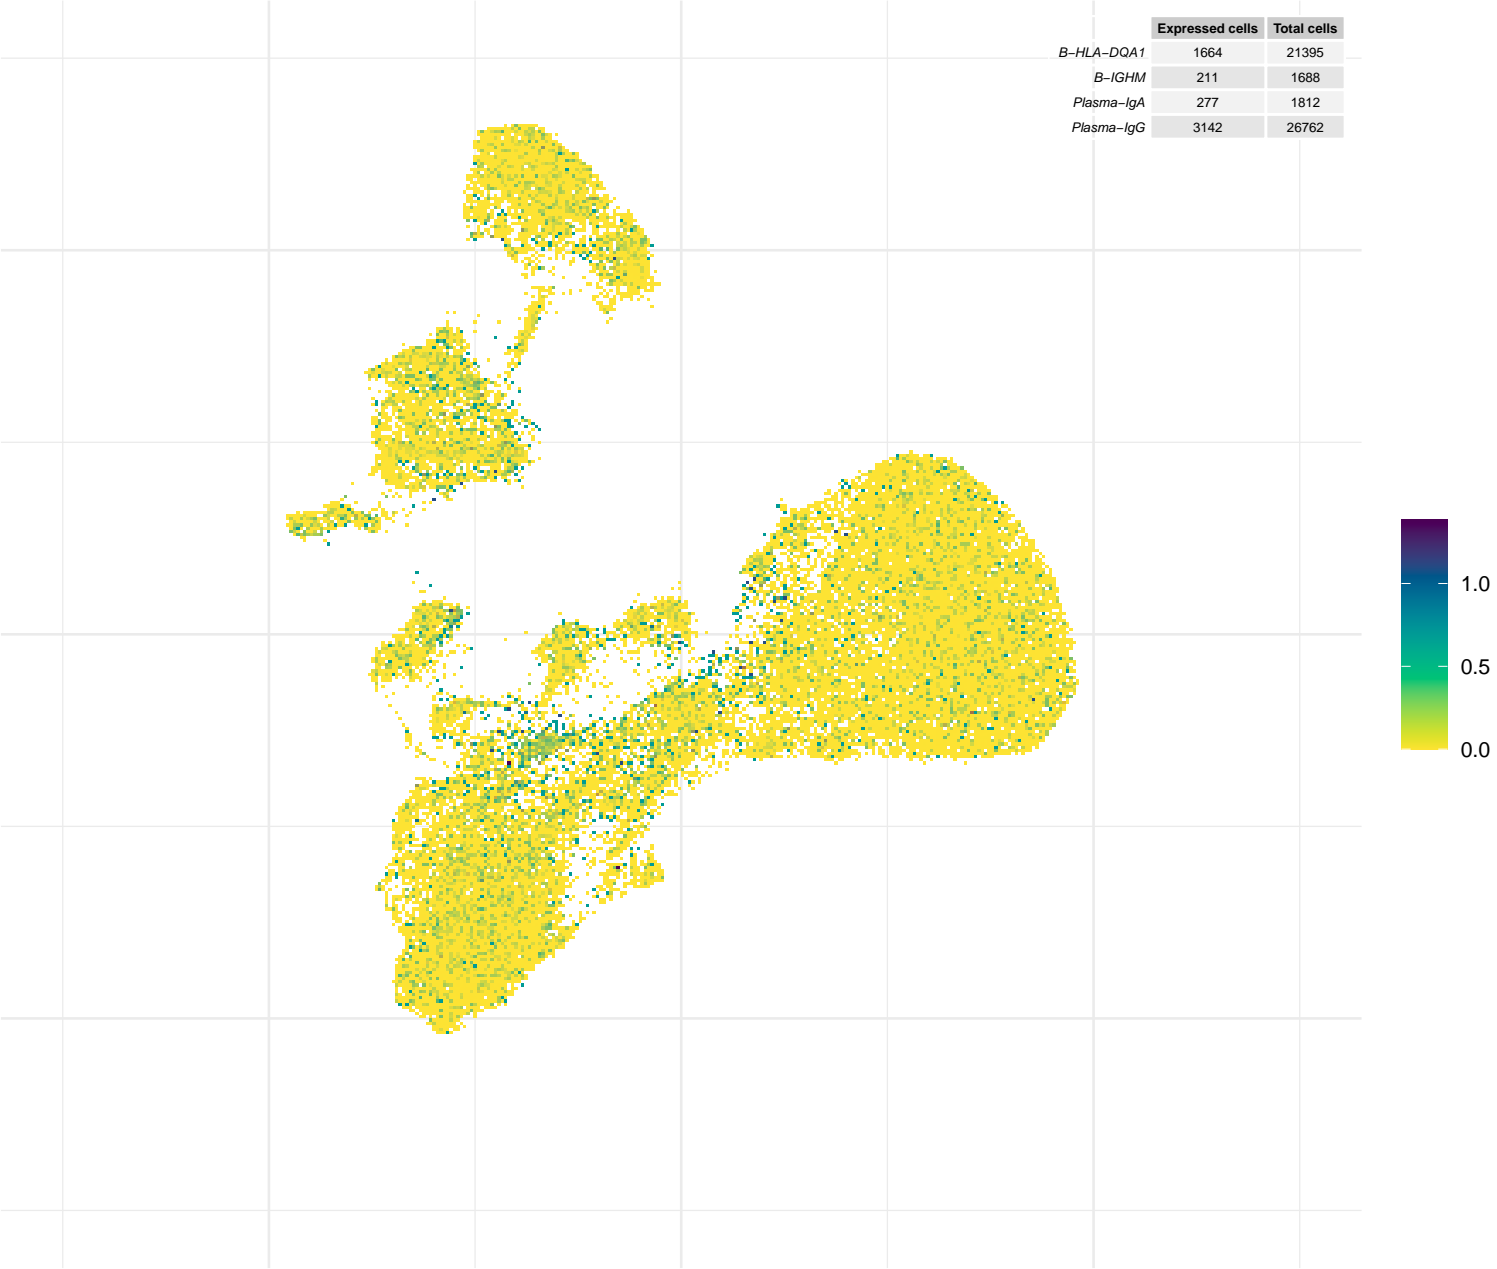 Expressed cells Total cells
B−HLA−DQA1 1664 21395
B−IGHM 211 1688
Plasma−IgA 277 1812
Plasma−IgG 3142 26762
1.0
0.5
0.0